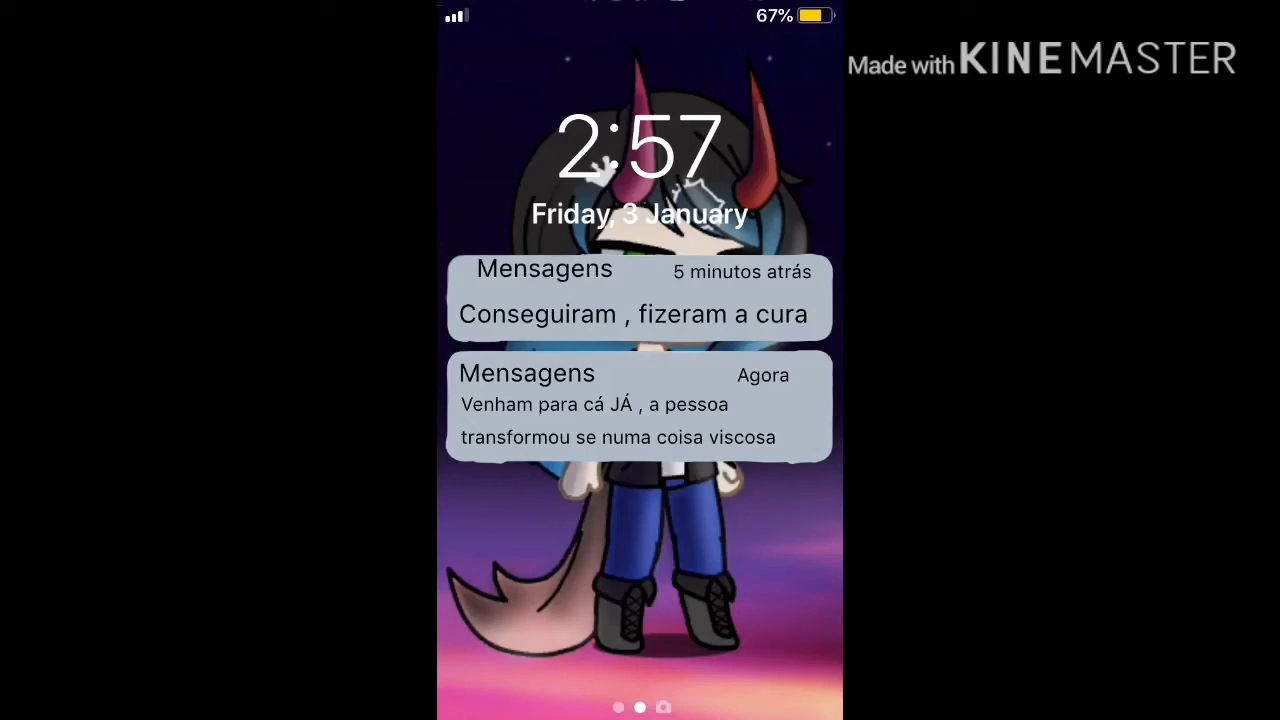 67%
Made with KINEMASTER
2:57
Friday, 3 January
Mensagens 5 minutos atrás
Conseguiram , fizeram a cura
Mensagens Agora
Venham para cá JÁ , a pessoa
transformou se numa coisa viscosa